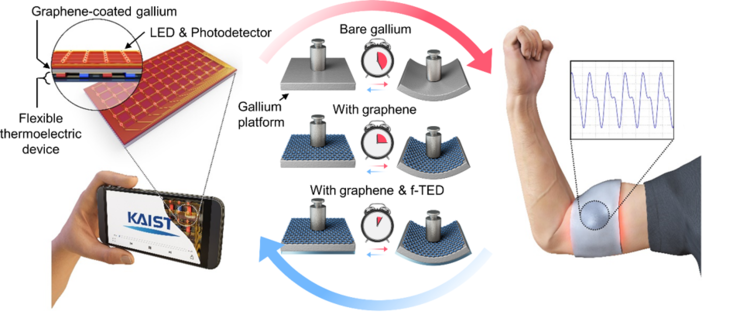 Graphene-coated gallium
LED & Photodetector
Flexible
thermoelectric
device
KAIST
Bare gallium
Gallium
platform
With graphene
With graphene & f-TED